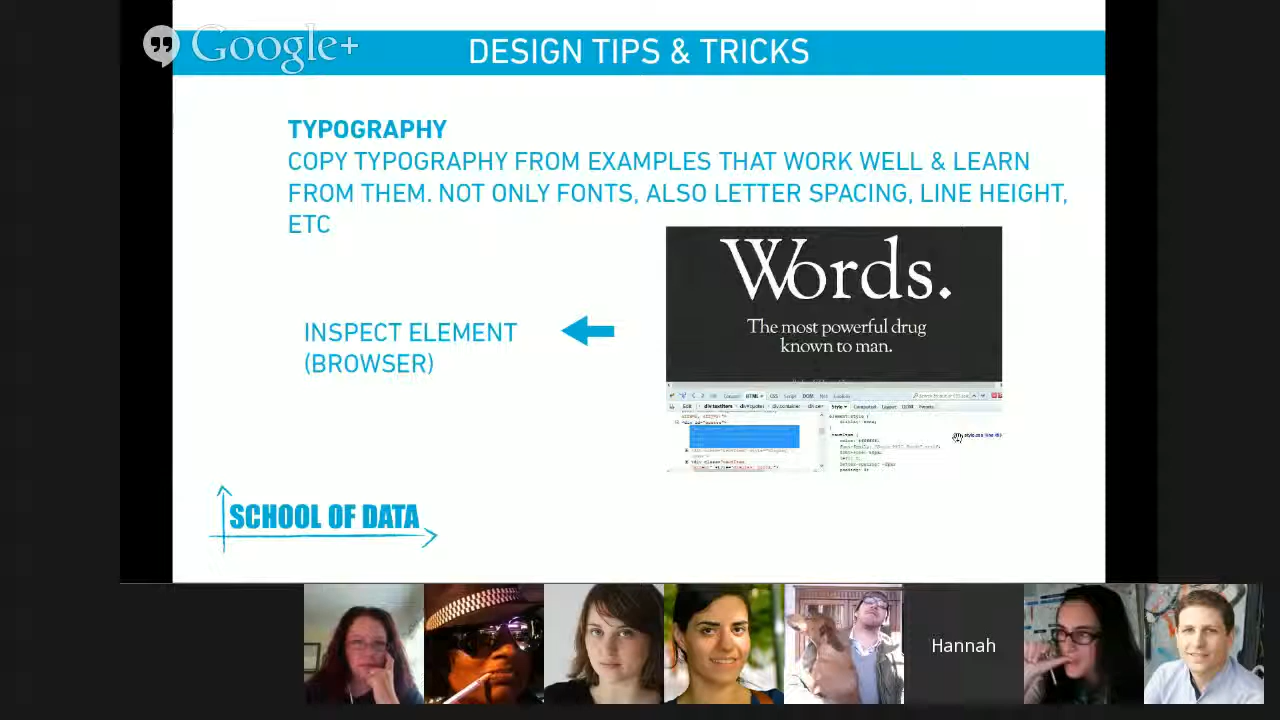 Google+
DESIGN TIPS & TRICKS
TYPOGRAPHY
COPY TYPOGRAPHY FROM EXAMPLES THAT WORK WELL & LEARN
FROM THEM. NOT ONLY FONTS, ALSO LETTER SPACING, LINE HEIGHT,
ETC
Words.
The most powerful drug
known to man.
INSPECT ELEMENT
(BROWSER)
SCHOOL OF DATA
Hannah